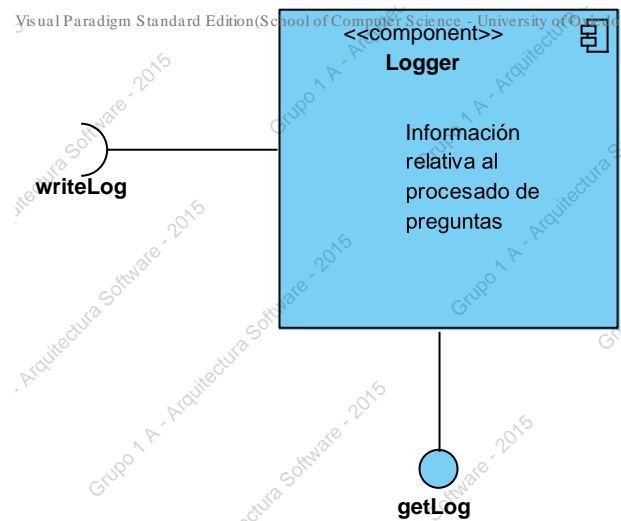 Visual Paradigm Standard Edition(School of Computer Science - University of Oviedo
<<component>>
Logger
Información
relativa al
procesado de
preguntas
writeLog
getLog
Grupo 1 A - Arquitectura Software - 2015